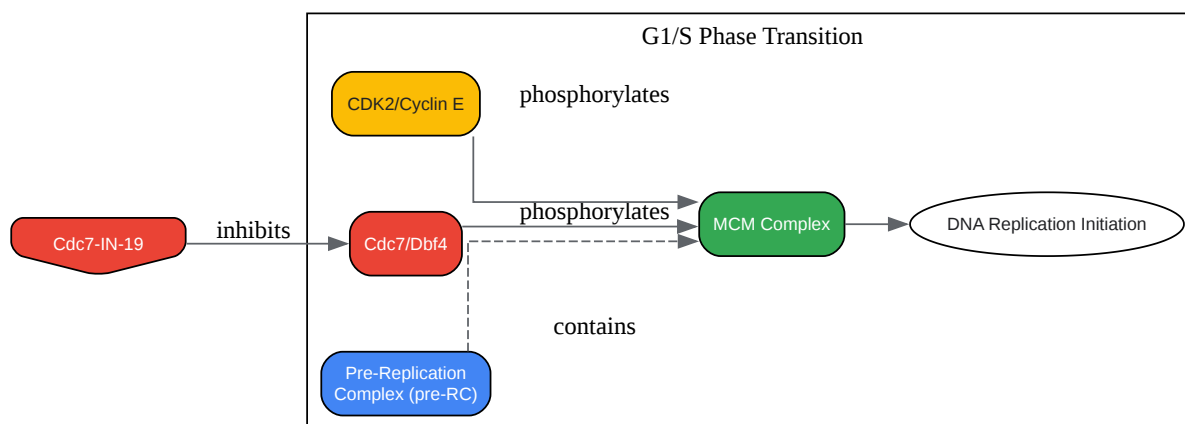 G1/S Phase Transition
CDK2/Cyclin E
phosphorylates
Cdc7-IN-19
inhibits
Cdc7/Dbf4
phosphorylates
MCM Complex
DNA Replication Initiation
contains
Pre-Replication
Complex (pre-RC)